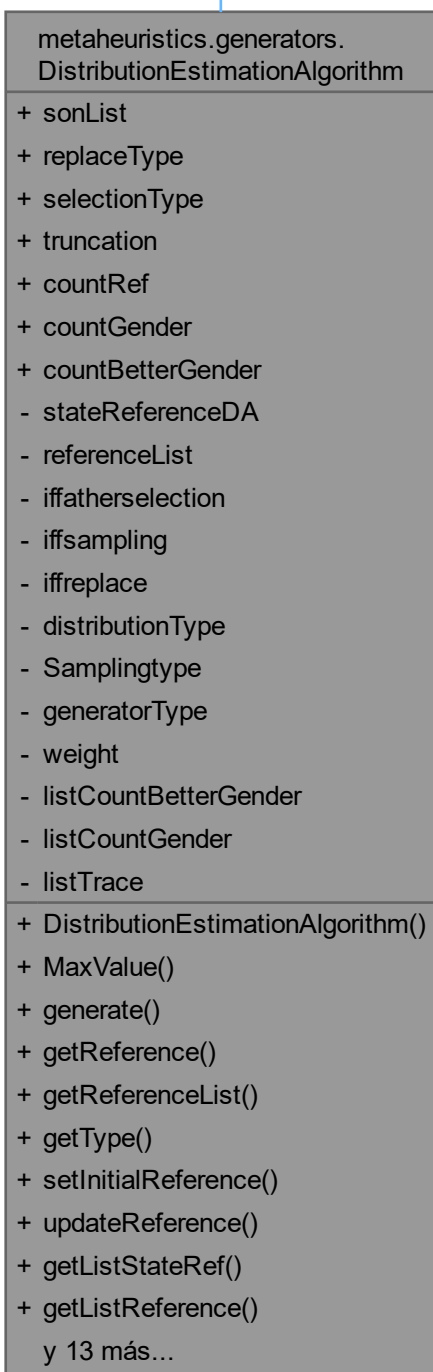 metaheuristics.generators.
DistributionEstimationAlgorithm
+ sonList
+ replaceType
+ selectionType
+ truncation
+ countRef
+ countGender
+ countBetterGender
- stateReferenceDA
- referenceList
- iffatherselection
- iffsampling
- iffreplace
- distributionType
- Samplingtype
- generatorType
- weight
- listCountBetterGender
- listCountGender
- listTrace
+ DistributionEstimationAlgorithm()
+ MaxValue()
+ generate()
+ getReference()
+ getReferenceList()
+ getType()
+ setInitialReference()
+ updateReference()
+ getListStateRef()
+ getListReference()
y 13 más...